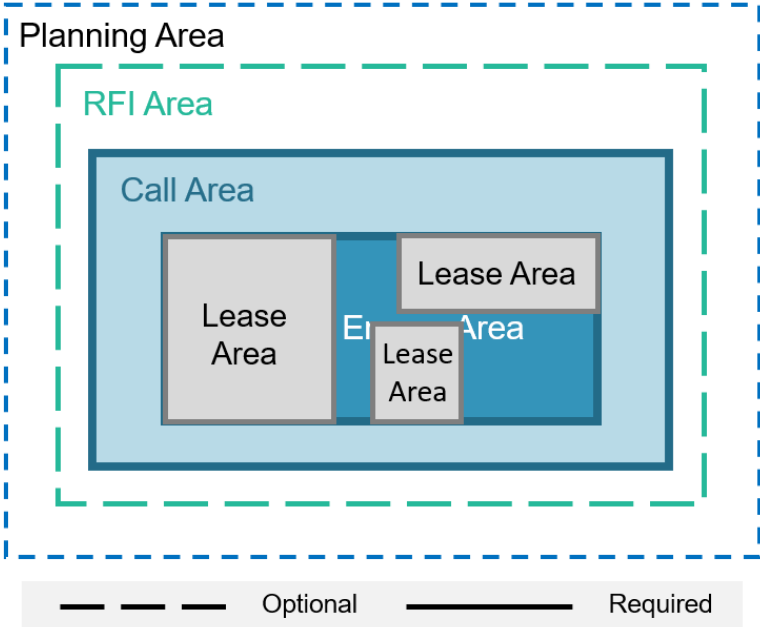 Planning Area
RFI Area
Call Area
Lease Area
Lease
Area
Area
Lease
Area
Optional
Required